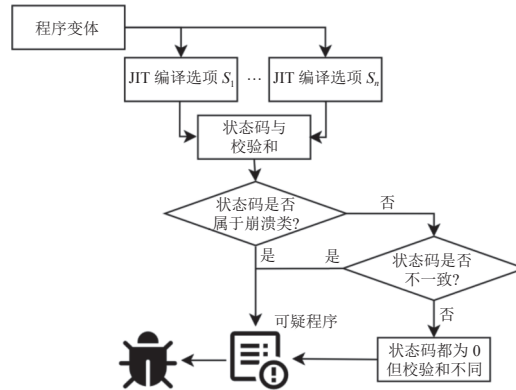 程序变体
JIT 编译选项 S₁ … JIT 编译选项 Sₙ
状态码与
校验和
状态码是否
属于崩溃类?
否
是
是
状态码是否
不一致?
否
可疑程序
状态码都为 0
但校验和不同